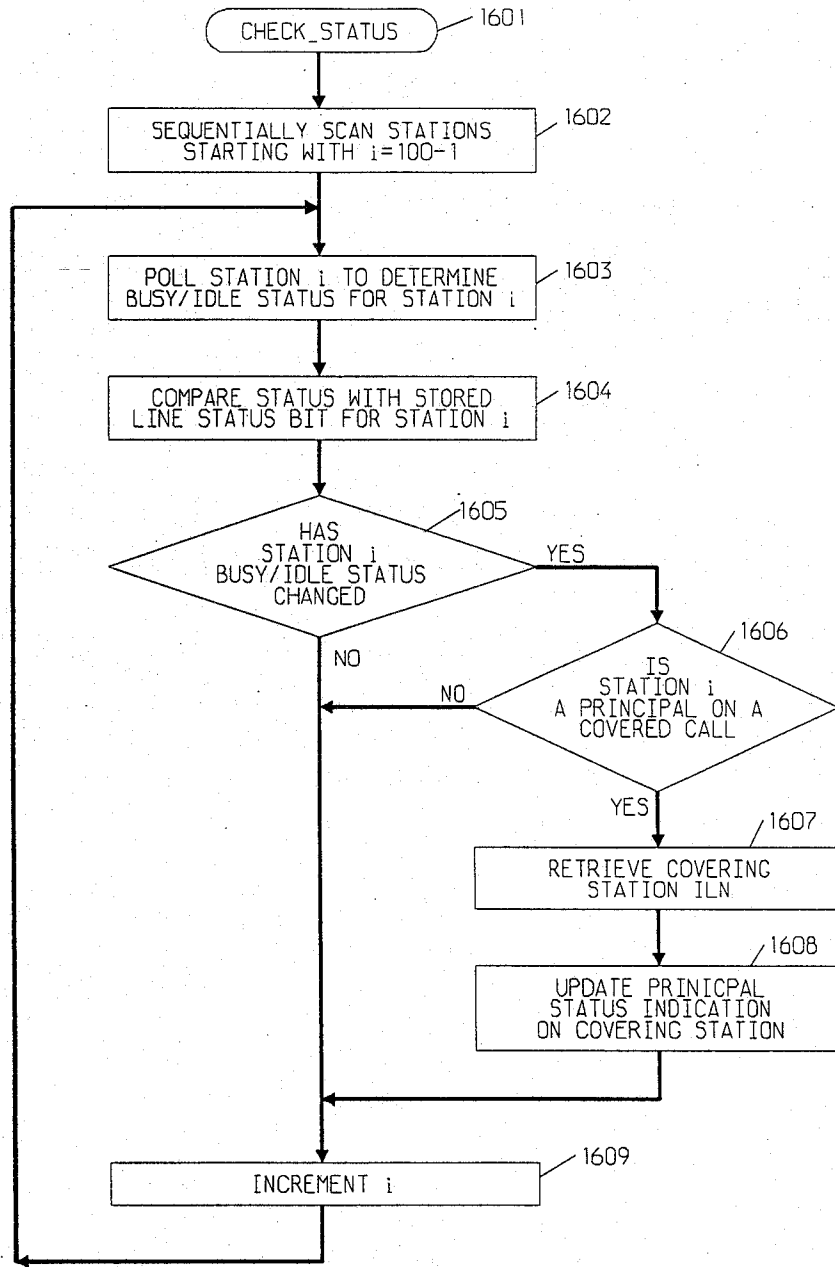 CHECK_STATUS
1601
SEQUENTIALLY SCAN STATIONS
STARTING WITH i=100-1
1602
POLL STATION i TO DETERMINE
BUSY/IDLE STATUS FOR STATION i
1603
COMPARE STATUS WITH STORED
LINE STATUS BIT FOR STATION i
1604
HAS
STATION i
BUSY/IDLE STATUS
CHANGED
1605
YES
NO
IS
STATION i
A PRINCIPAL ON A
COVERED CALL
1606
NO
YES
RETRIEVE COVERING
STATION ILN
1607
UPDATE PRINICPAL
STATUS INDICATION
ON COVERING STATION
1608
INCREMENT i
1609